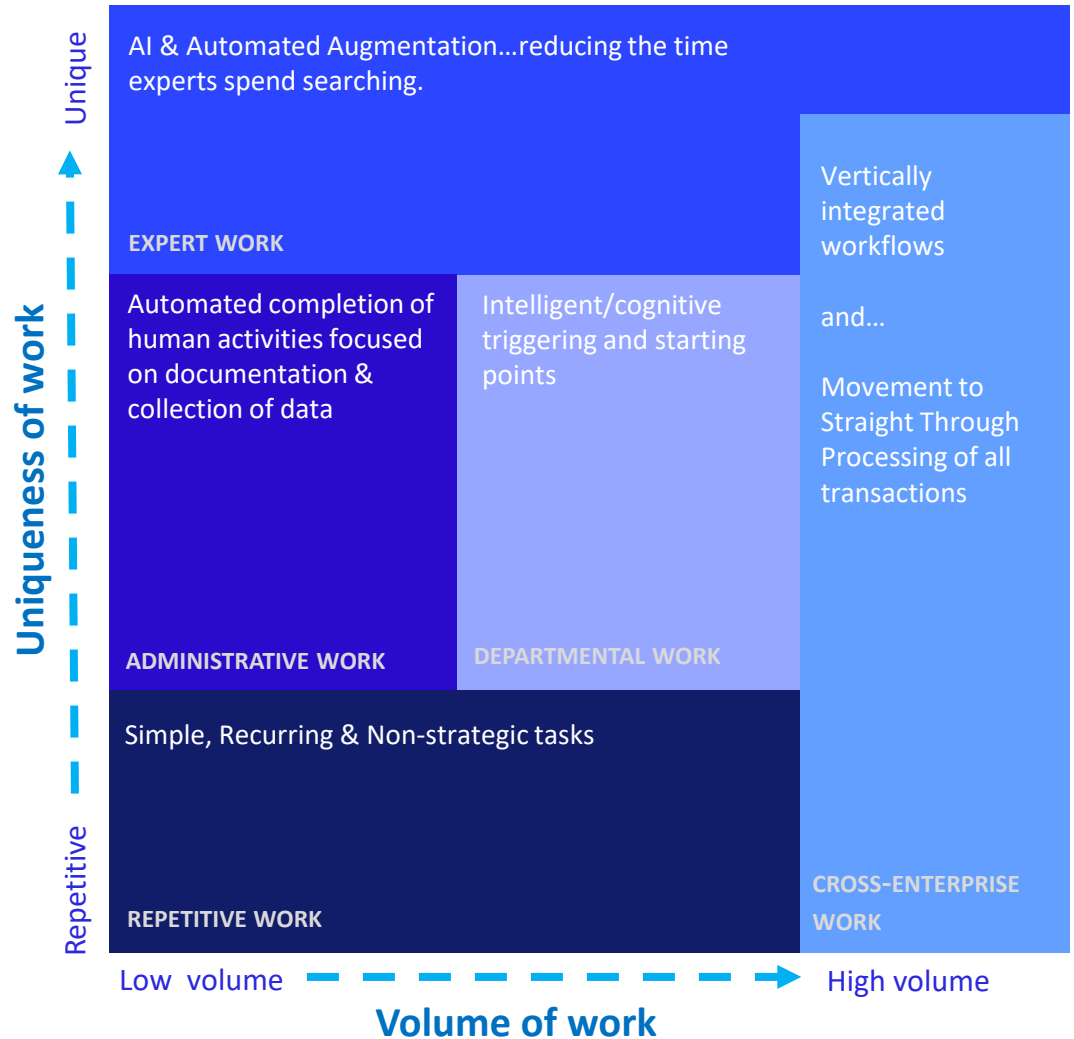 Unique
AI & Automated Augmentation…reducing the time
experts spend searching.
EXPERT WORK
Vertically
integrated
workflows
and…
Movement to
Straight Through
Processing of all
transactions
CROSS-ENTERPRISE
WORK
Automated completion of
human activities focused
on documentation &
collection of data
ADMINISTRATIVE WORK
Intelligent/cognitive
triggering and starting
points
DEPARTMENTAL WORK
Uniqueness of work
Simple, Recurring & Non-strategic tasks
REPETITIVE WORK
Repetitive
Low volume
High volume
Volume of work